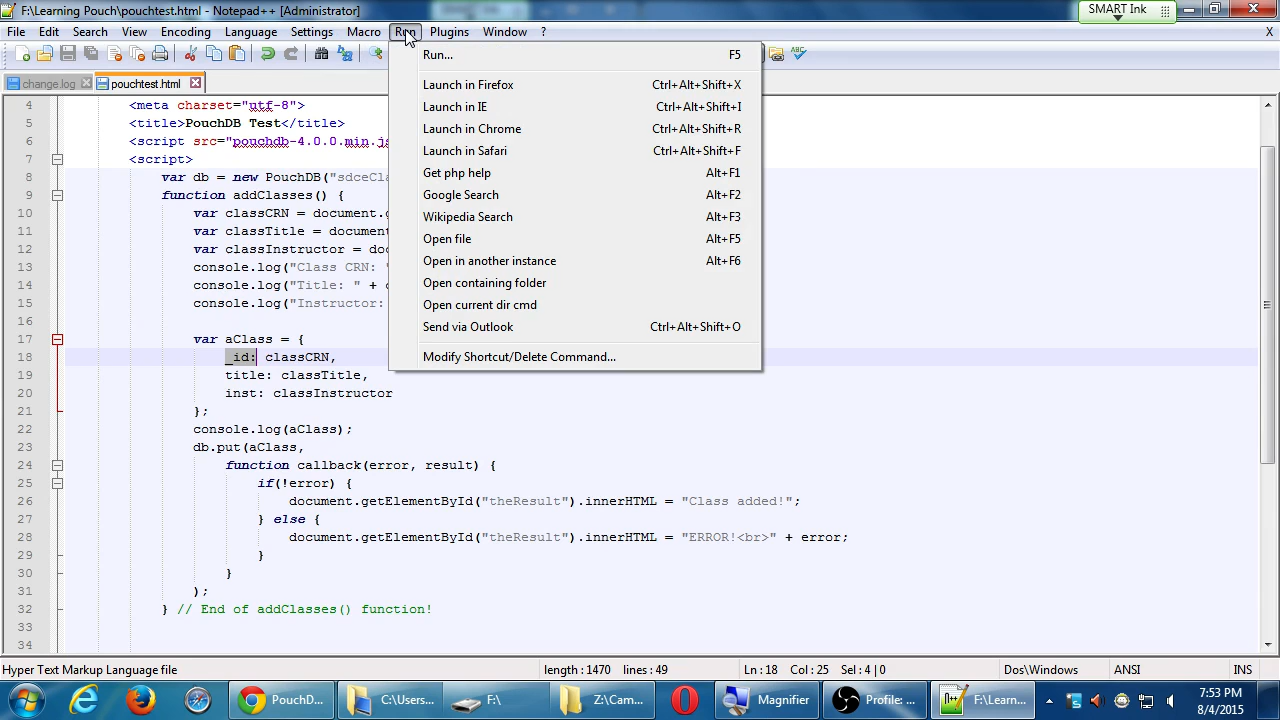 F:\Learning Pouch\pouchtest.html - Notepad++ [Administrator]
SMART Ink
File Edit Search View Encoding Language Settings Macro Run Plugins Window ? X
ABC
change.log pouchtest.html
Run... F5
Launch in Firefox Ctrl+Alt+Shift+X
Launch in IE Ctrl+Alt+Shift+I
Launch in Chrome Ctrl+Alt+Shift+R
Launch in Safari Ctrl+Alt+Shift+F
Get php help Alt+F1
Google Search Alt+F2
Wikipedia Search Alt+F3
Open file Alt+F5
Open in another instance Alt+F6
Open containing folder
Open current dir cmd
Send via Outlook Ctrl+Alt+Shift+O
Modify Shortcut/Delete Command...
4 <meta charset="utf-8">
5 <title>PouchDB Test</title>
6 <script src="pouchdb-4.0.0.min.js
7 <script>
8 var db = new PouchDB("sdceCla
9 function addClasses() {
10 var classCRN = document.g
11 var classTitle = document
12 var classInstructor = doc
13 console.log("Class CRN: "
14 console.log("Title: " + c
15 console.log("Instructor:
16
17 var aClass = {
18 _id: classCRN,
19 title: classTitle,
20 inst: classInstructor
21 };
22 console.log(aClass);
23 db.put(aClass,
24 function callback(error, result) {
25 if(!error) {
26 document.getElementById("theResult").innerHTML = "Class added!";
27 } else {
28 document.getElementById("theResult").innerHTML = "ERROR!<br>" + error;
29 }
30 }
31 );
32 } // End of addClasses() function!
33
34
Hyper Text Markup Language file length : 1470 lines : 49 Ln : 18 Col : 25 Sel : 4 | 0 Dos\Windows ANSI INS
PouchD... C:\Users... F:\ Z:\Cam... Magnifier Profile: ... F:\Learn... 7:53 PM
8/4/2015